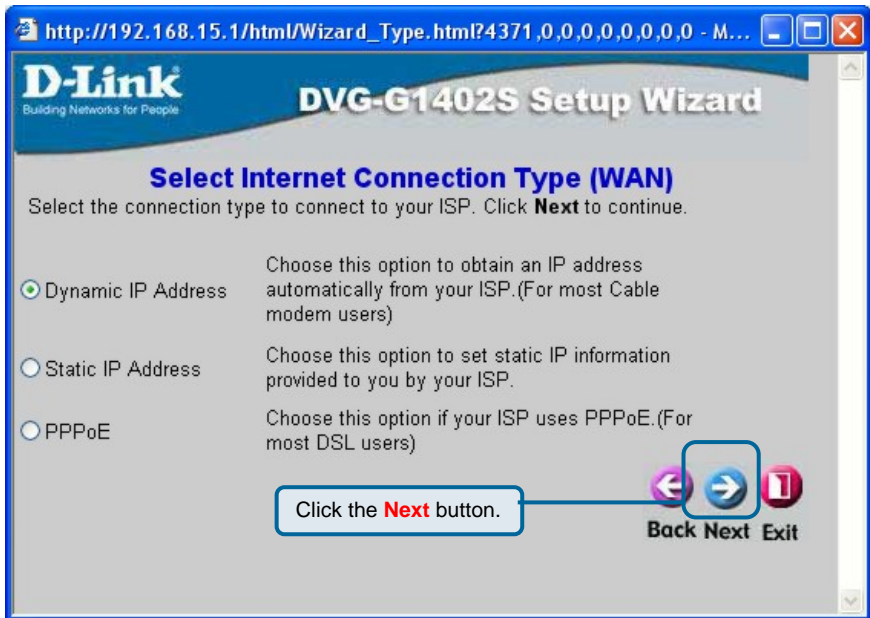 http://192.168.15.1/html/Wizard_Type.html?4371,0,0,0,0,0,0,0,0 - M...
D-Link
Building Networks for People
DVG-G1402S Setup Wizard
Select Internet Connection Type (WAN)
Select the connection type to connect to your ISP. Click Next to continue.
Dynamic IP Address
Choose this option to obtain an IP address
automatically from your ISP.(For most Cable
modem users)
Static IP Address
Choose this option to set static IP information
provided to you by your ISP.
PPPoE
Choose this option if your ISP uses PPPoE.(For
most DSL users)
Click the Next button.
Back Next Exit